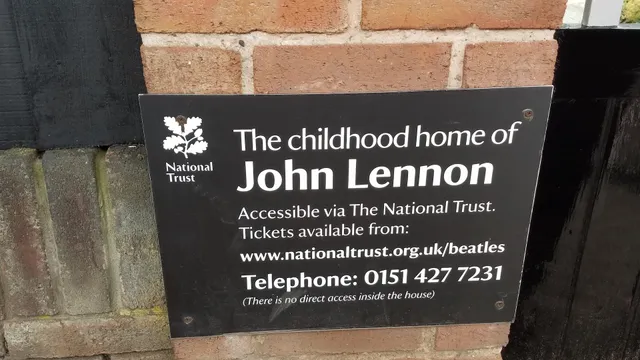 National
Trust
The childhood home of
John Lennon
Accessible via The National Trust.
Tickets available from:
www.nationaltrust.org.uk/beatles
Telephone: 0151 427 7231
(There is no direct access inside the house)